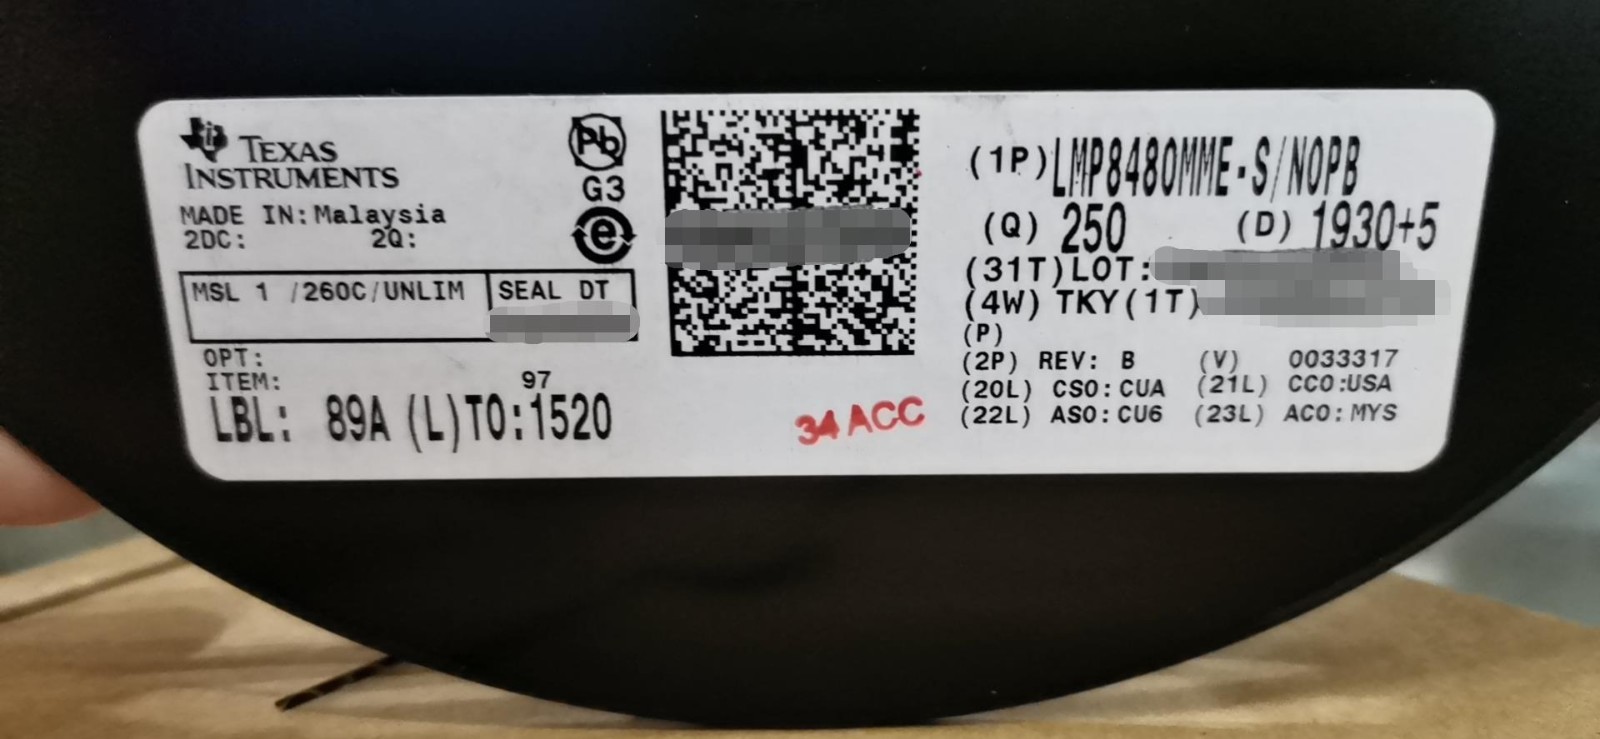 TEXAS
INSTRUMENTS
MADE IN: Malaysia
2DC: 2Q:
Pb
G3
e
MSL 1 /260C/UNLIM
SEAL DT
OPT:
ITEM: 97
LBL: 89A (L)TO:1520
34 ACC
(1P) LMP8480MME-S/NOPB
(Q) 250 (D) 1930+5
(31T)LOT:
(4W) TKY(1T)
(P)
(2P) REV: B (V) 0033317
(20L) CSO:CUA (21L) CCO:USA
(22L) ASO:CU6 (23L) ACO:MYS